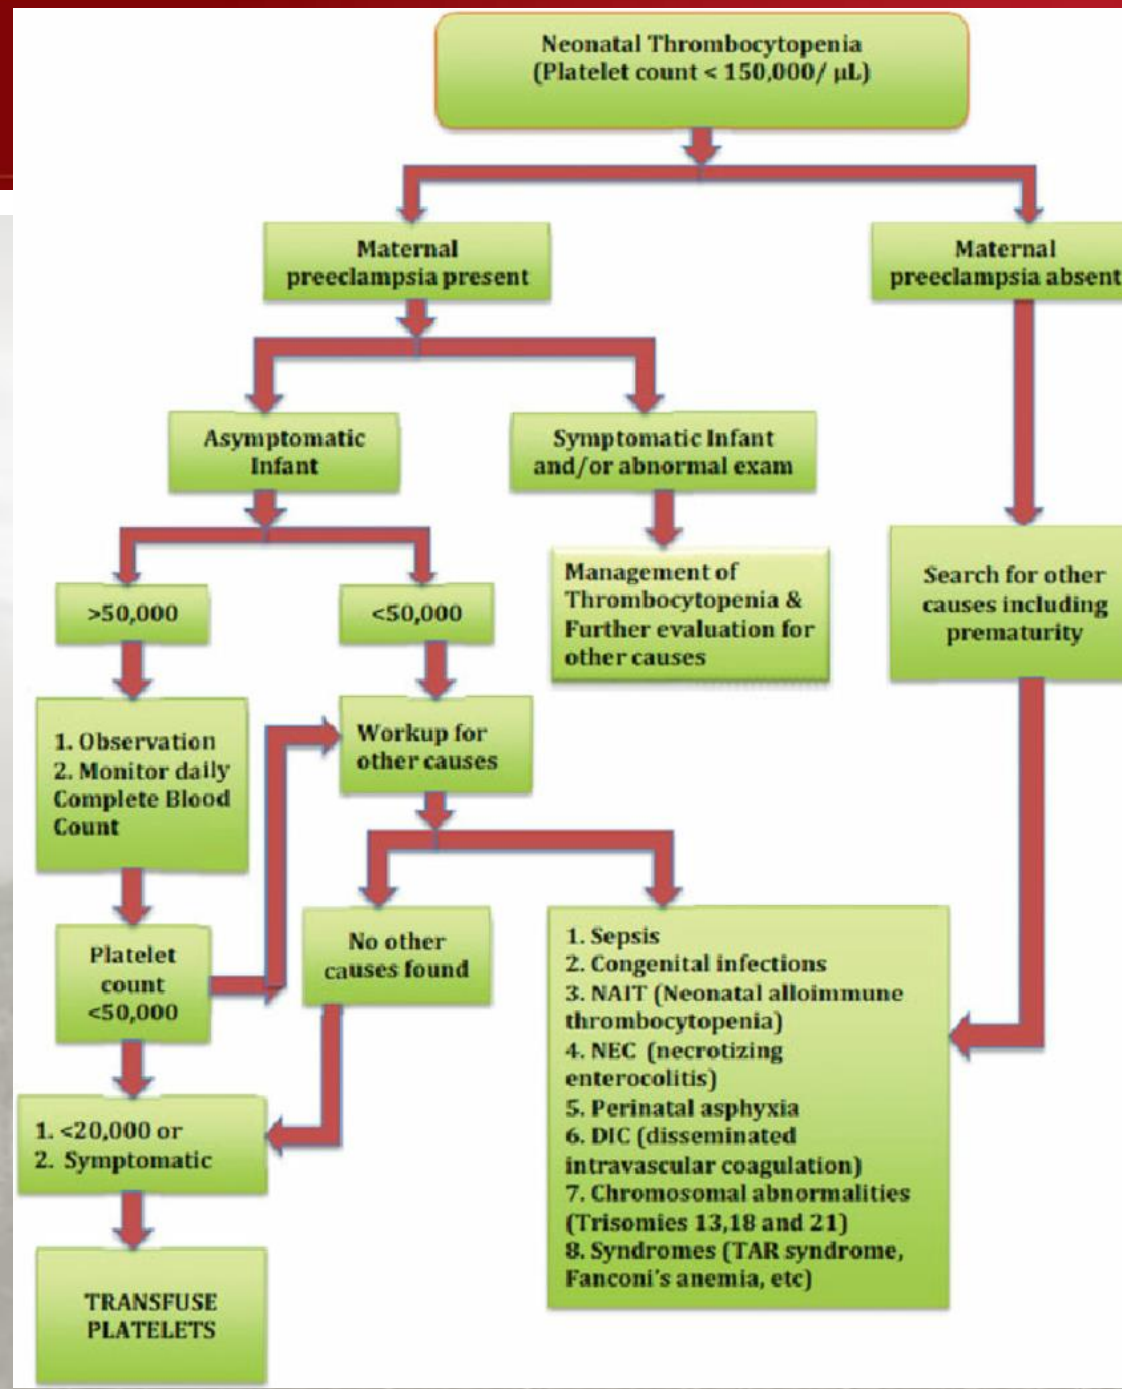 Neonatal Thrombocytopenia
(Platelet count < 150,000/ µL)
Maternal
preeclampsia present
Maternal
preeclampsia absent
Asymptomatic
Infant
Symptomatic Infant
and/or abnormal exam
>50,000
<50,000
Management of
Thrombocytopenia &
Further evaluation for
other causes
Search for other
causes including
prematurity
1. Observation
2. Monitor daily
Complete Blood
Count
Workup for
other causes
Platelet
count
<50,000
No other
causes found
1. Sepsis
2. Congenital infections
3. NAIT (Neonatal alloimmune
thrombocytopenia)
4. NEC (necrotizing
enterocolitis)
5. Perinatal asphyxia
6. DIC (disseminated
intravascular coagulation)
7. Chromosomal abnormalities
(Trisomies 13,18 and 21)
8. Syndromes (TAR syndrome,
Fanconi's anemia, etc)
1. <20,000 or
2. Symptomatic
TRANSFUSE
PLATELETS